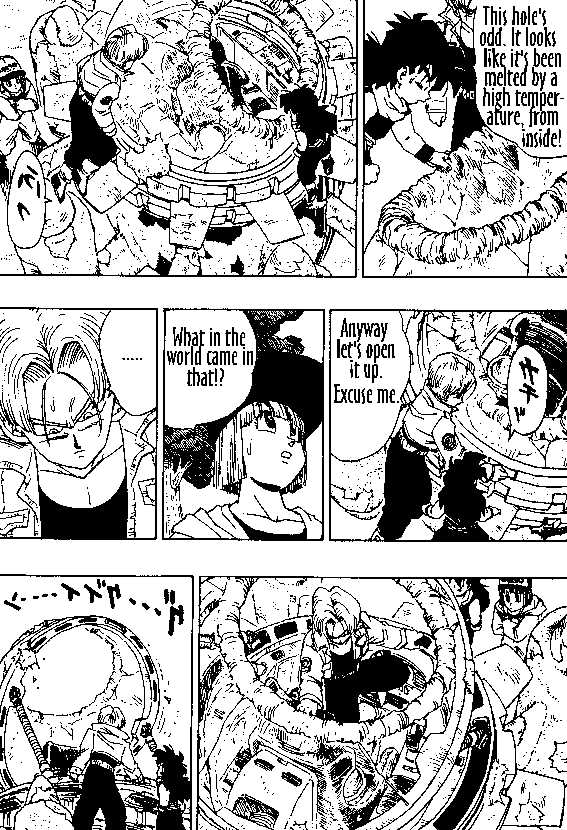 This hole's
odd. It looks
like it's been
melted by a
high temper-
ature, from
inside!
Anyway
let's open
it up.
Excuse me.
What in the
world came in
that!?
.....